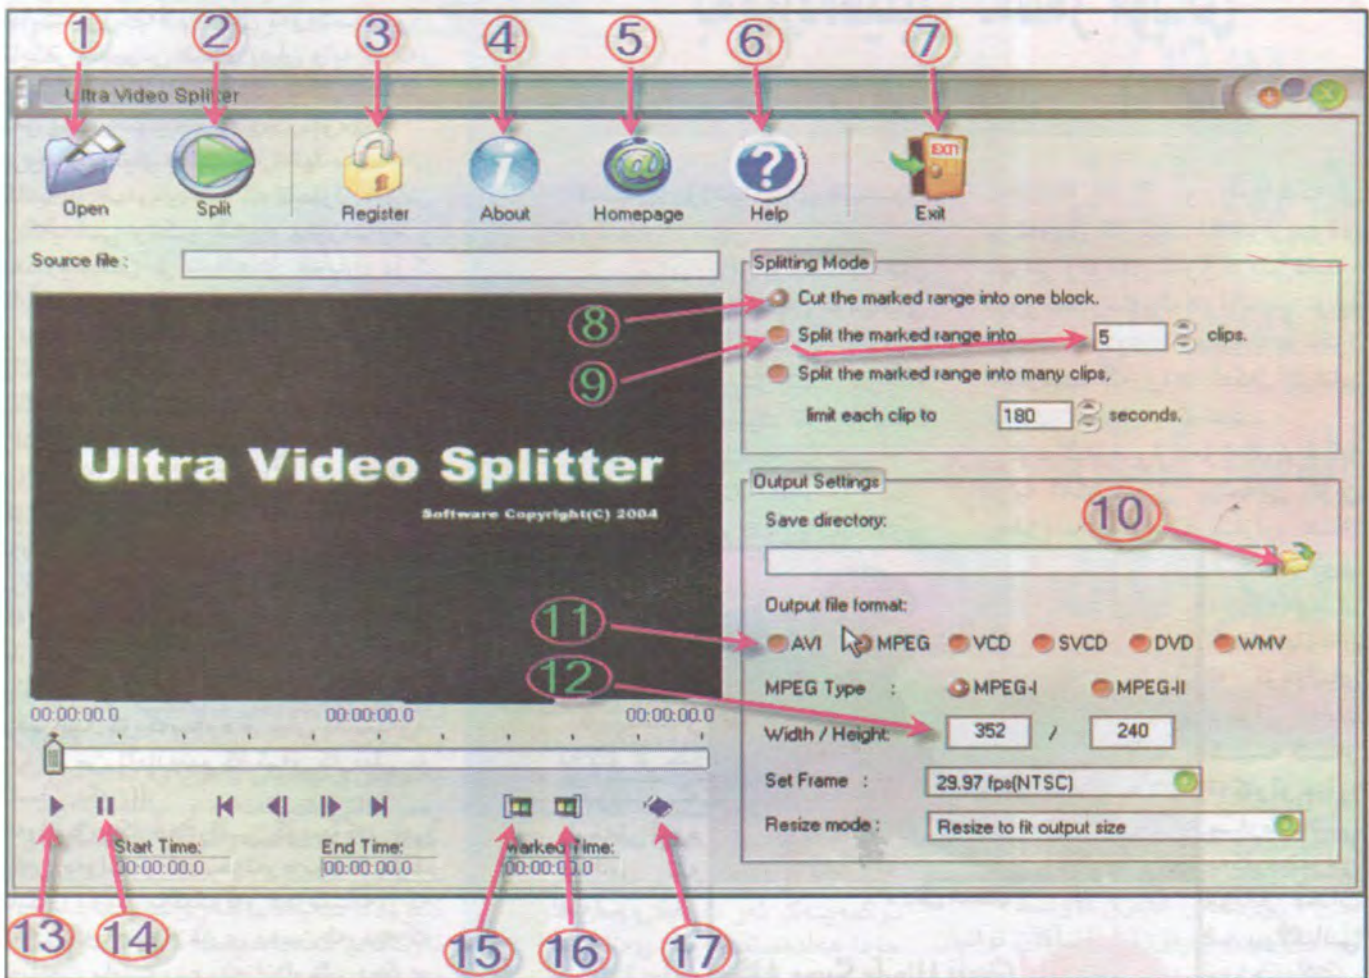 1 2 3 4 5 6 7
Ultra Video Splitter
Open Split Register About Homepage Help EXIT Exit
Source file :
Splitting Mode
8 Cut the marked range into one block.
9 Split the marked range into 5 clips.
Split the marked range into many clips,
limit each clip to 180 seconds.
Ultra Video Splitter
Software Copyright(C) 2004
Output Settings
Save directory:
10
Output file format:
11 AVI MPEG VCD SVCD DVD WMV
MPEG Type : MPEG-I MPEG-II
12 Width / Height: 352 / 240
Set Frame : 29.97 fps(NTSC)
Resize mode : Resize to fit output size
00:00:00.0 00:00:00.0 00:00:00.0
Start Time: End Time: Marked Time:
00:00:00.0 00:00:00.0 00:00:00.0
13 14 15 16 17